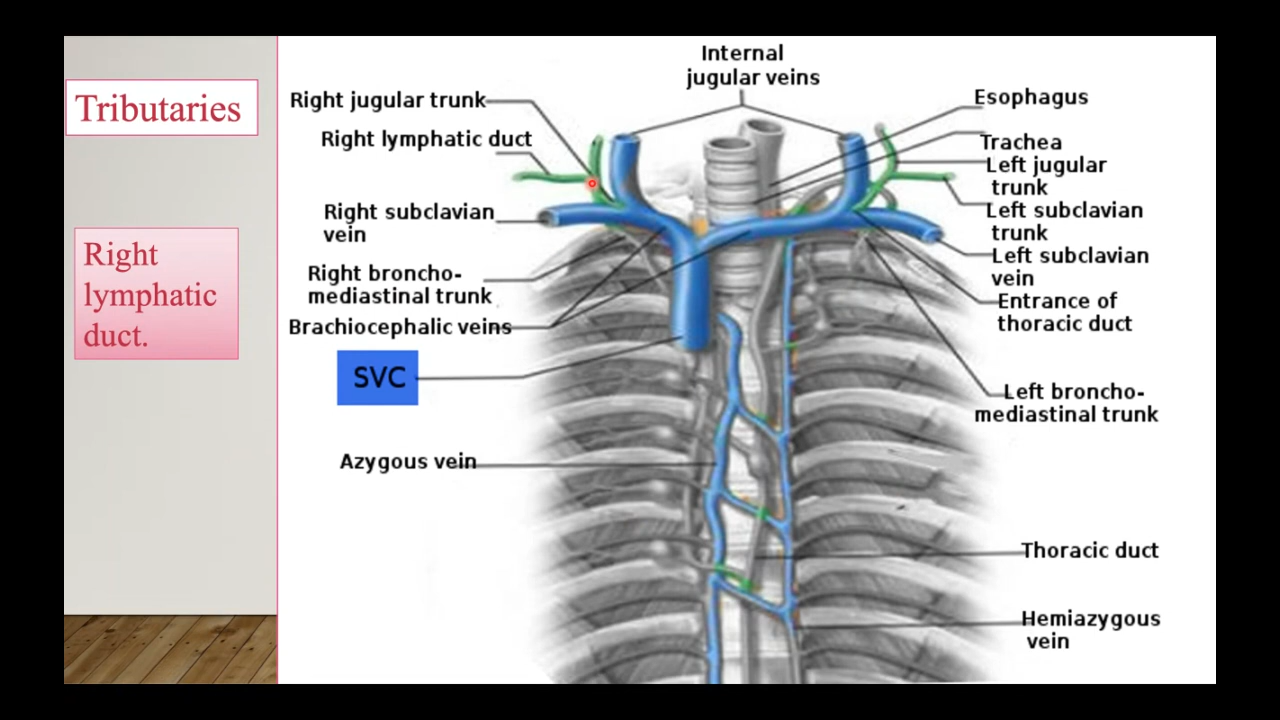 Tributaries
Right
lymphatic
duct.
Internal
jugular veins
Right jugular trunk
Right lymphatic duct
Right subclavian
vein
Right broncho-
mediastinal trunk
Brachiocephalic veins
SVC
Azygous vein
Esophagus
Trachea
Left jugular
trunk
Left subclavian
trunk
Left subclavian
vein
Entrance of
thoracic duct
Left broncho-
mediastinal trunk
Thoracic duct
Hemiazygous
vein